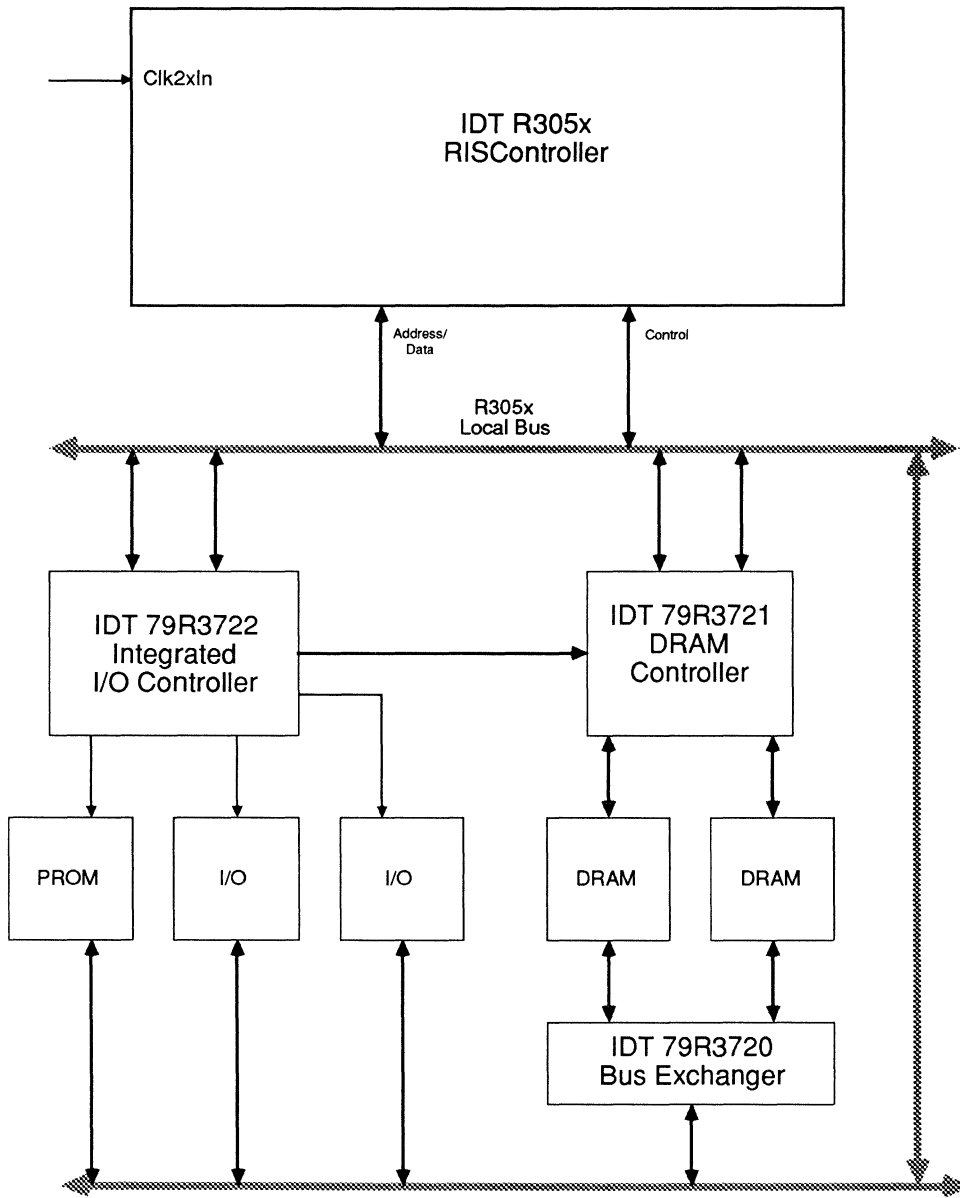 Clk2xIn
IDT R305x
RISController
Address/
Data
Control
R305x
Local Bus
IDT 79R3722
Integrated
I/O Controller
IDT 79R3721
DRAM
Controller
PROM
I/O
I/O
DRAM
DRAM
IDT 79R3720
Bus Exchanger